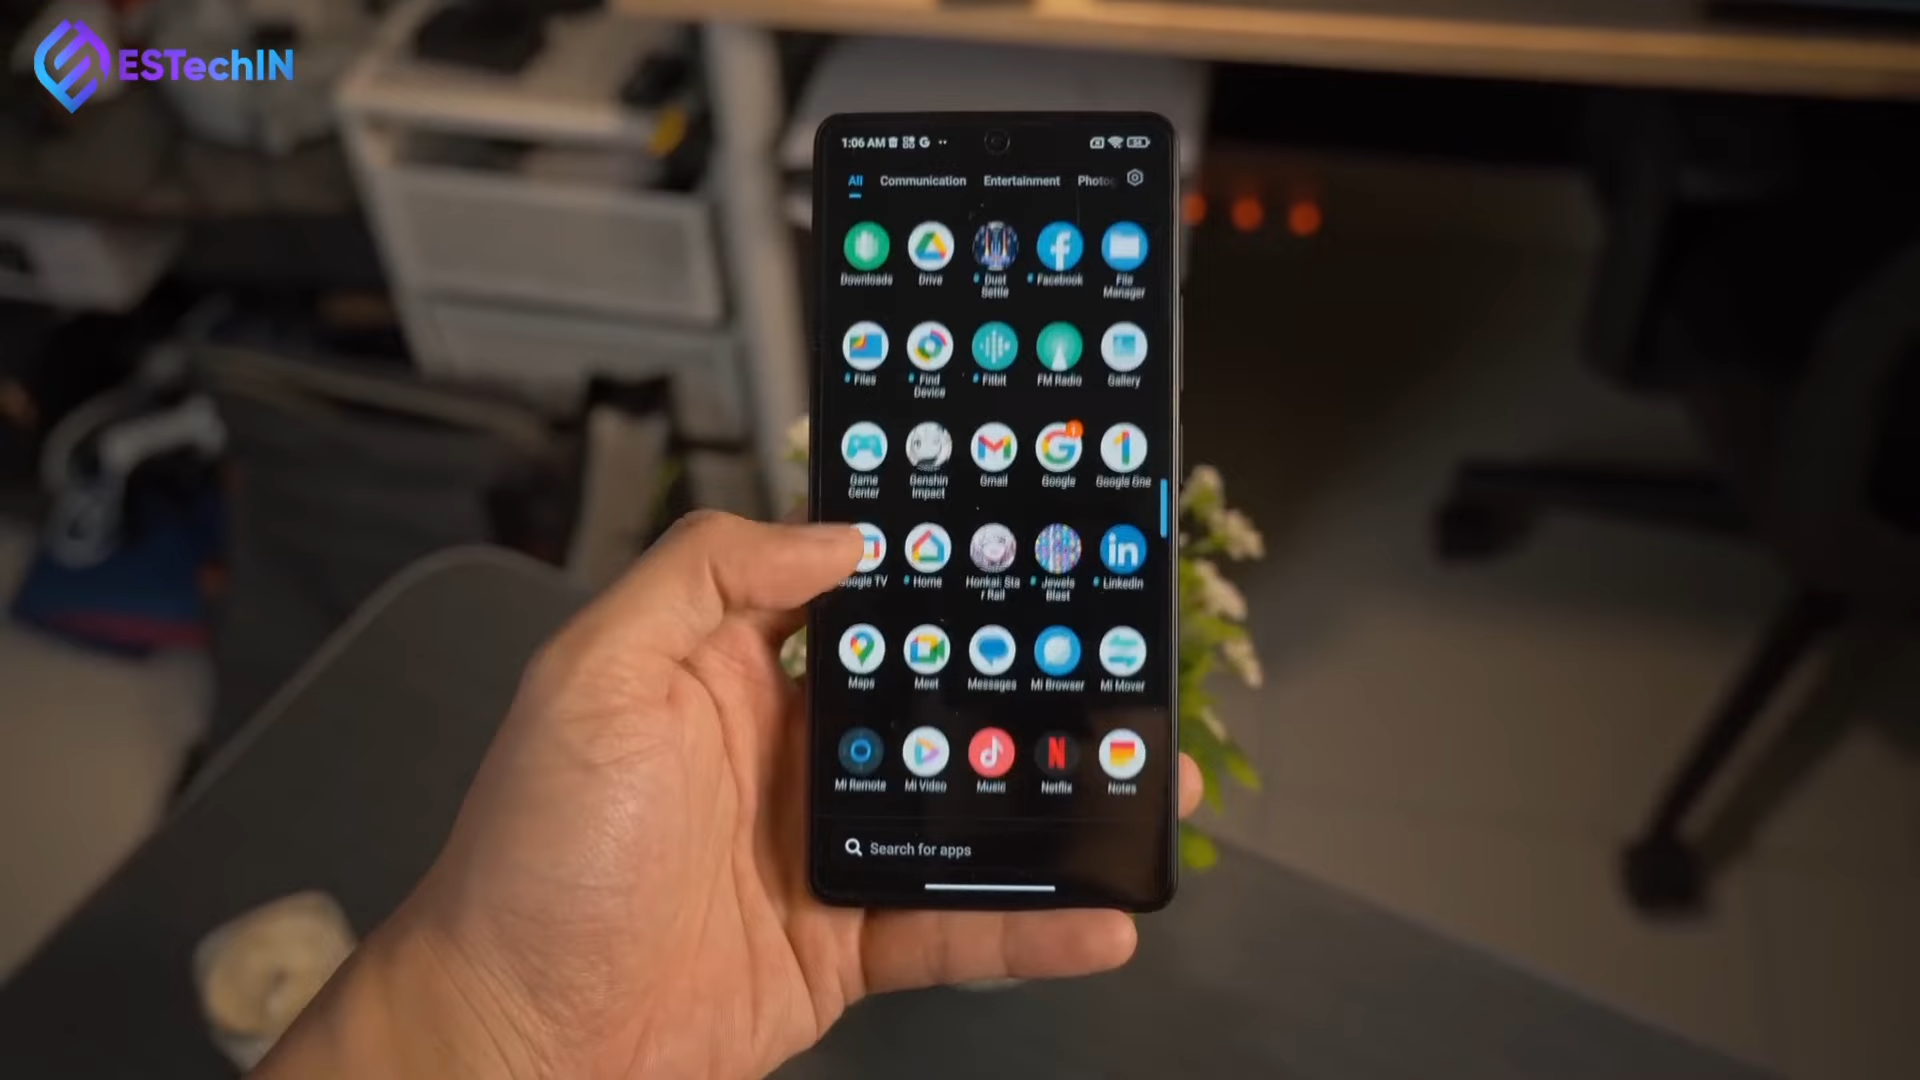 ESTechIN
1:06 AM
All Communication Entertainment Photog
Downloads Drive Dust Settle Facebook File Manager
Files Find Device Fitbit FM Radio Gallery
Game Center Genshin Impact Gmail Google Google One
Google TV Home Honkai: Sta r Rail Jewels Blast LinkedIn
Maps Meet Messages Mi Browser Mi Mover
Mi Remote Mi Video Music Netflix Notes
Search for apps